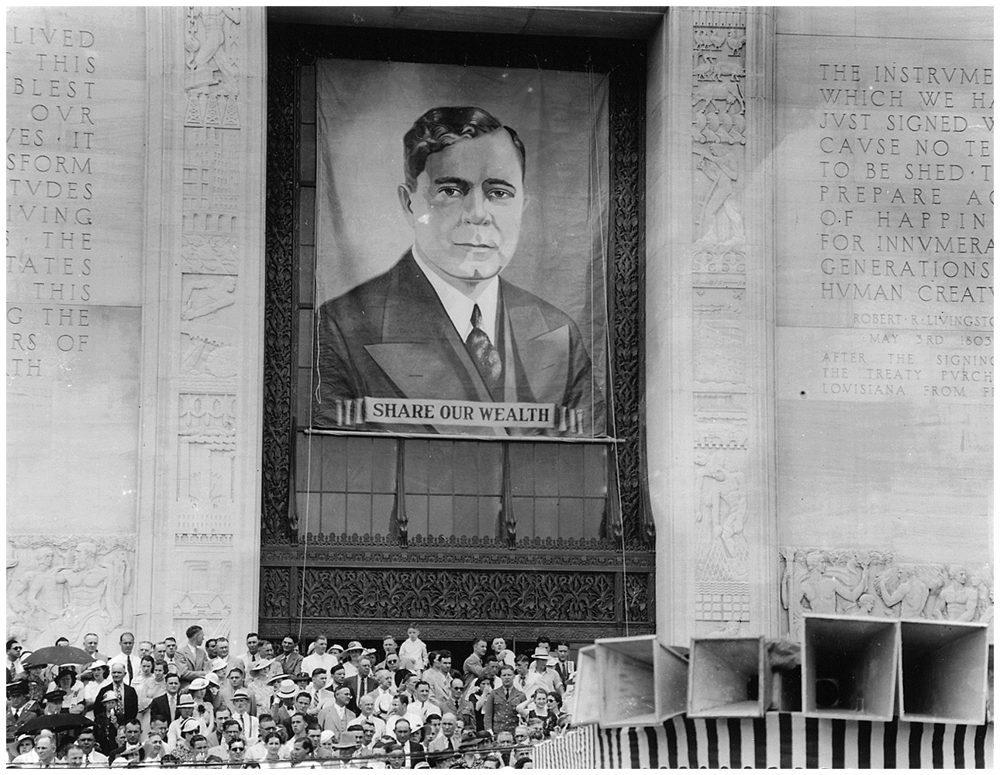 LIVED
THIS
BLEST
OVR
VES · IT
SFORM
TVDES
IVING
S · THE
TATES
THIS
G THE
RS OF
TH
SHARE OUR WEALTH
THE INSTRVME
WHICH WE HA
JVST SIGNED W
CAVSE NO TE
TO BE SHED · T
PREPARE AG
OF HAPPIN
FOR INNVMERA
GENERATIONS
HVMAN CREATV
ROBERT · R · LIVINGSTO
MAY 3RD 1803
AFTER THE SIGNING
THE TREATY PVRCH
LOVISIANA FROM F